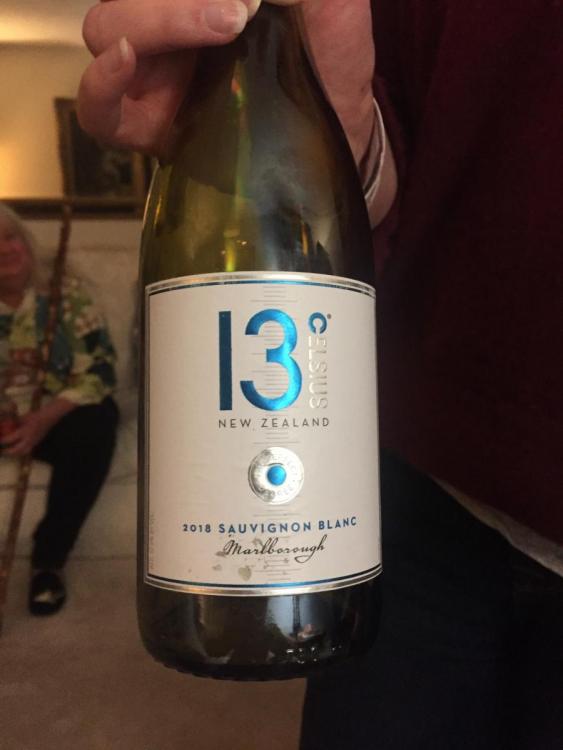 13°CELSIUS
NEW ZEALAND
2018 SAUVIGNON BLANC
Marlborough